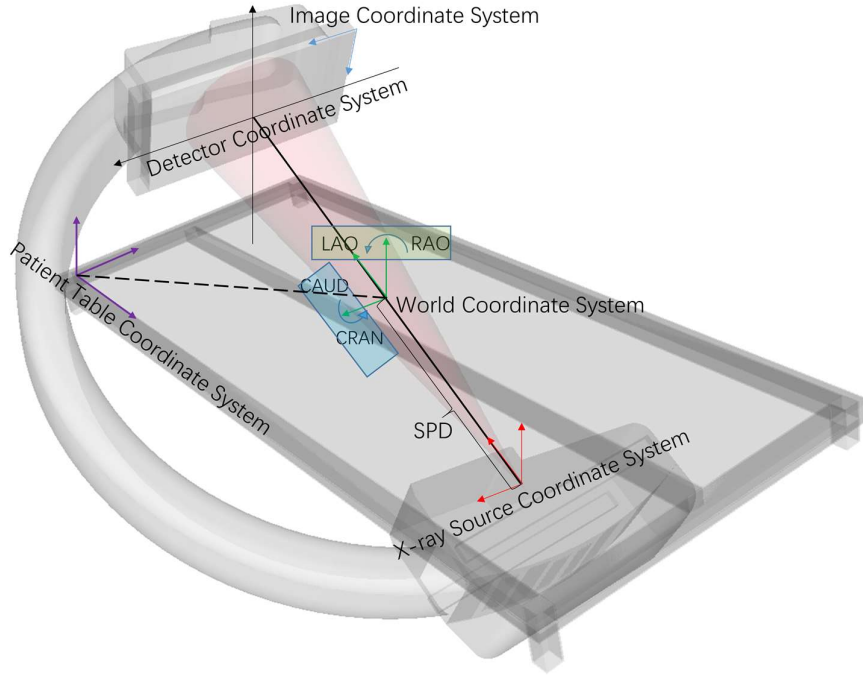 Image Coordinate System
Detector Coordinate System
LAO
RAO
Patient Table Coordinate System
CAUD
World Coordinate System
CRAN
SPD
X-ray Source Coordinate System